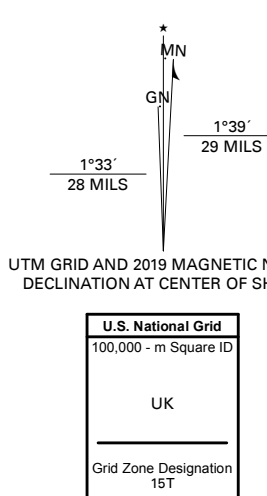 MN
GN
1°39´
29 MILS
1°33´
28 MILS
UTM GRID AND 2019 MAGNETIC
DECLINATION AT CENTER OF
U.S. National Grid
100,000 - m Square ID
UK
Grid Zone Designation
15T